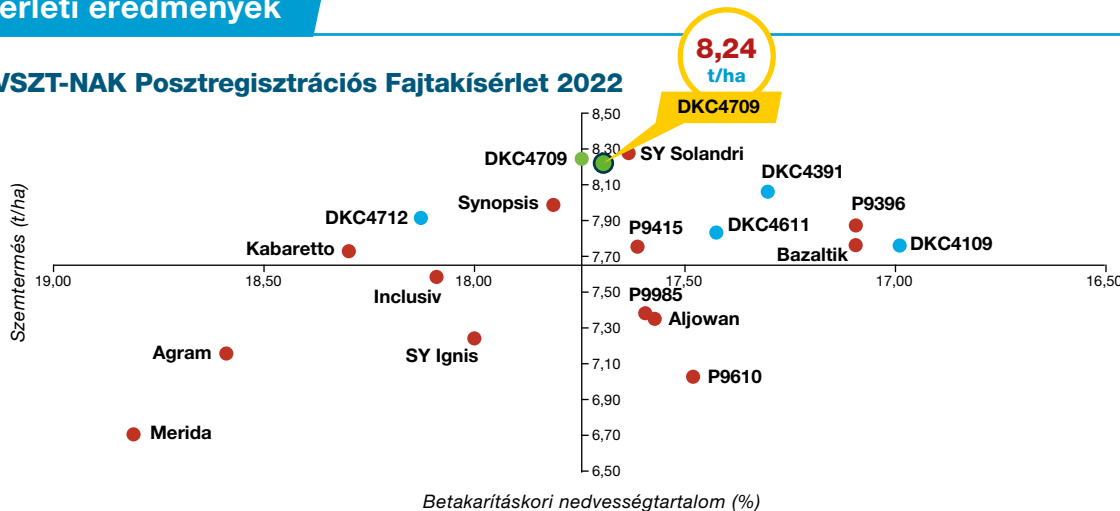 érleti eredmények
8,24
t/ha
DKC4709
VSZT-NAK Posztregisztrációs Fajtakísérlet 2022
8,50
8,30
8,10
7,90
7,70
7,50
7,30
7,10
6,90
6,70
6,50
DKC4709
SY Solandri
DKC4391
Synopsis
P9396
DKC4712
P9415
DKC4611
Kabaretto
Bazaltik
DKC4109
19,00
18,50
18,00
17,50
17,00
16,50
Inclusiv
P9985
Aljowan
Agram
SY Ignis
P9610
Merida
Szemtermés (t/ha)
Betakarításkori nedvességtartalom (%)